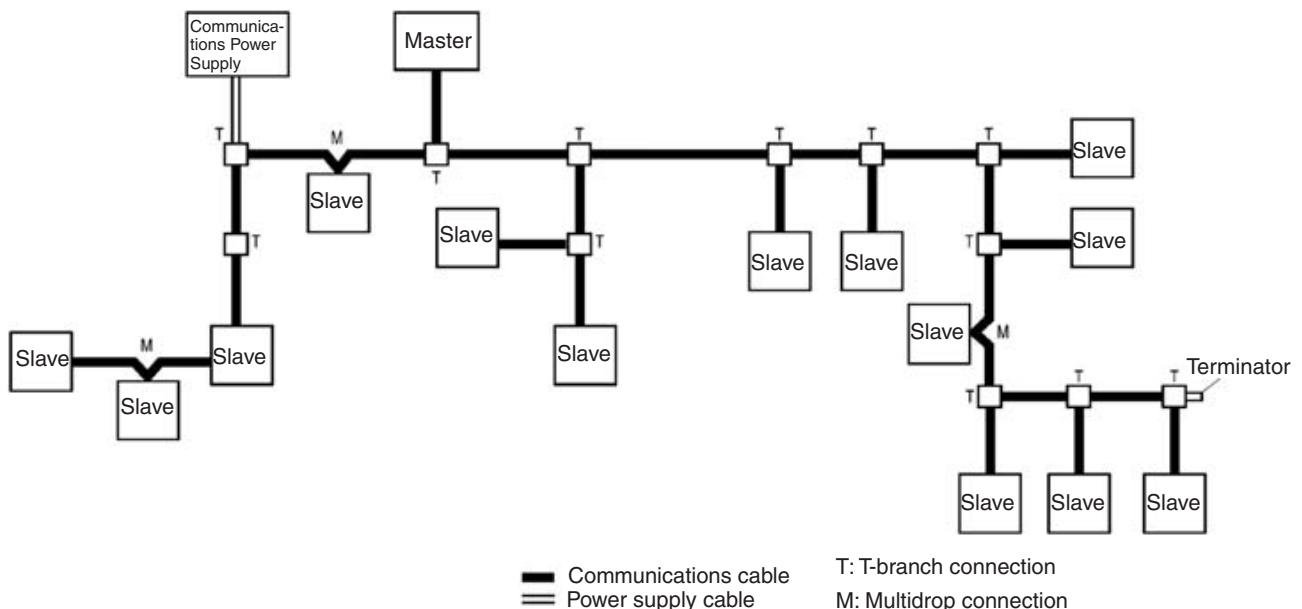 Communica-
tions Power
Supply
Master
T
M
T
T
T
T
T
Slave
Slave
T
Slave
T
T
Slave
Slave
Slave
Slave
Slave
M
Slave
M
Slave
Slave
Slave
T
T
T
Terminator
Slave
Slave
Slave
Communications cable
T: T-branch connection
Power supply cable
M: Multidrop connection